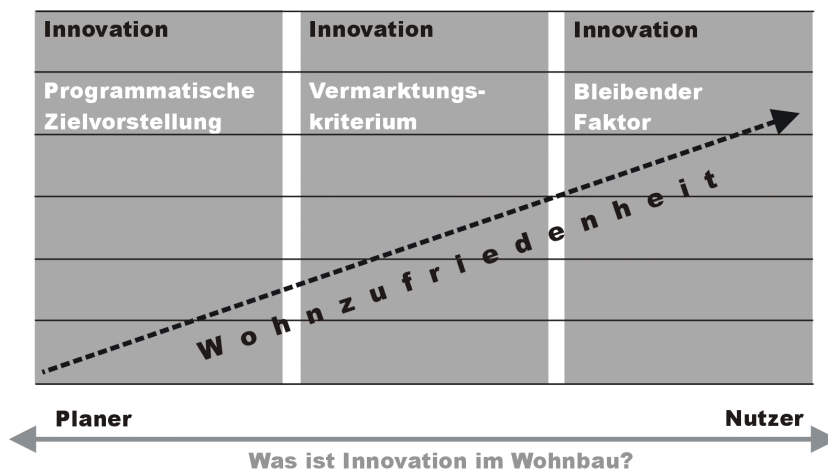 Innovation
Programmatische
Zielvorstellung
Innovation
Vermarktungs-
kriterium
Innovation
Bleibender
Faktor
Wohnzufriedenheit
Planer
Nutzer
Was ist Innovation im Wohnbau?